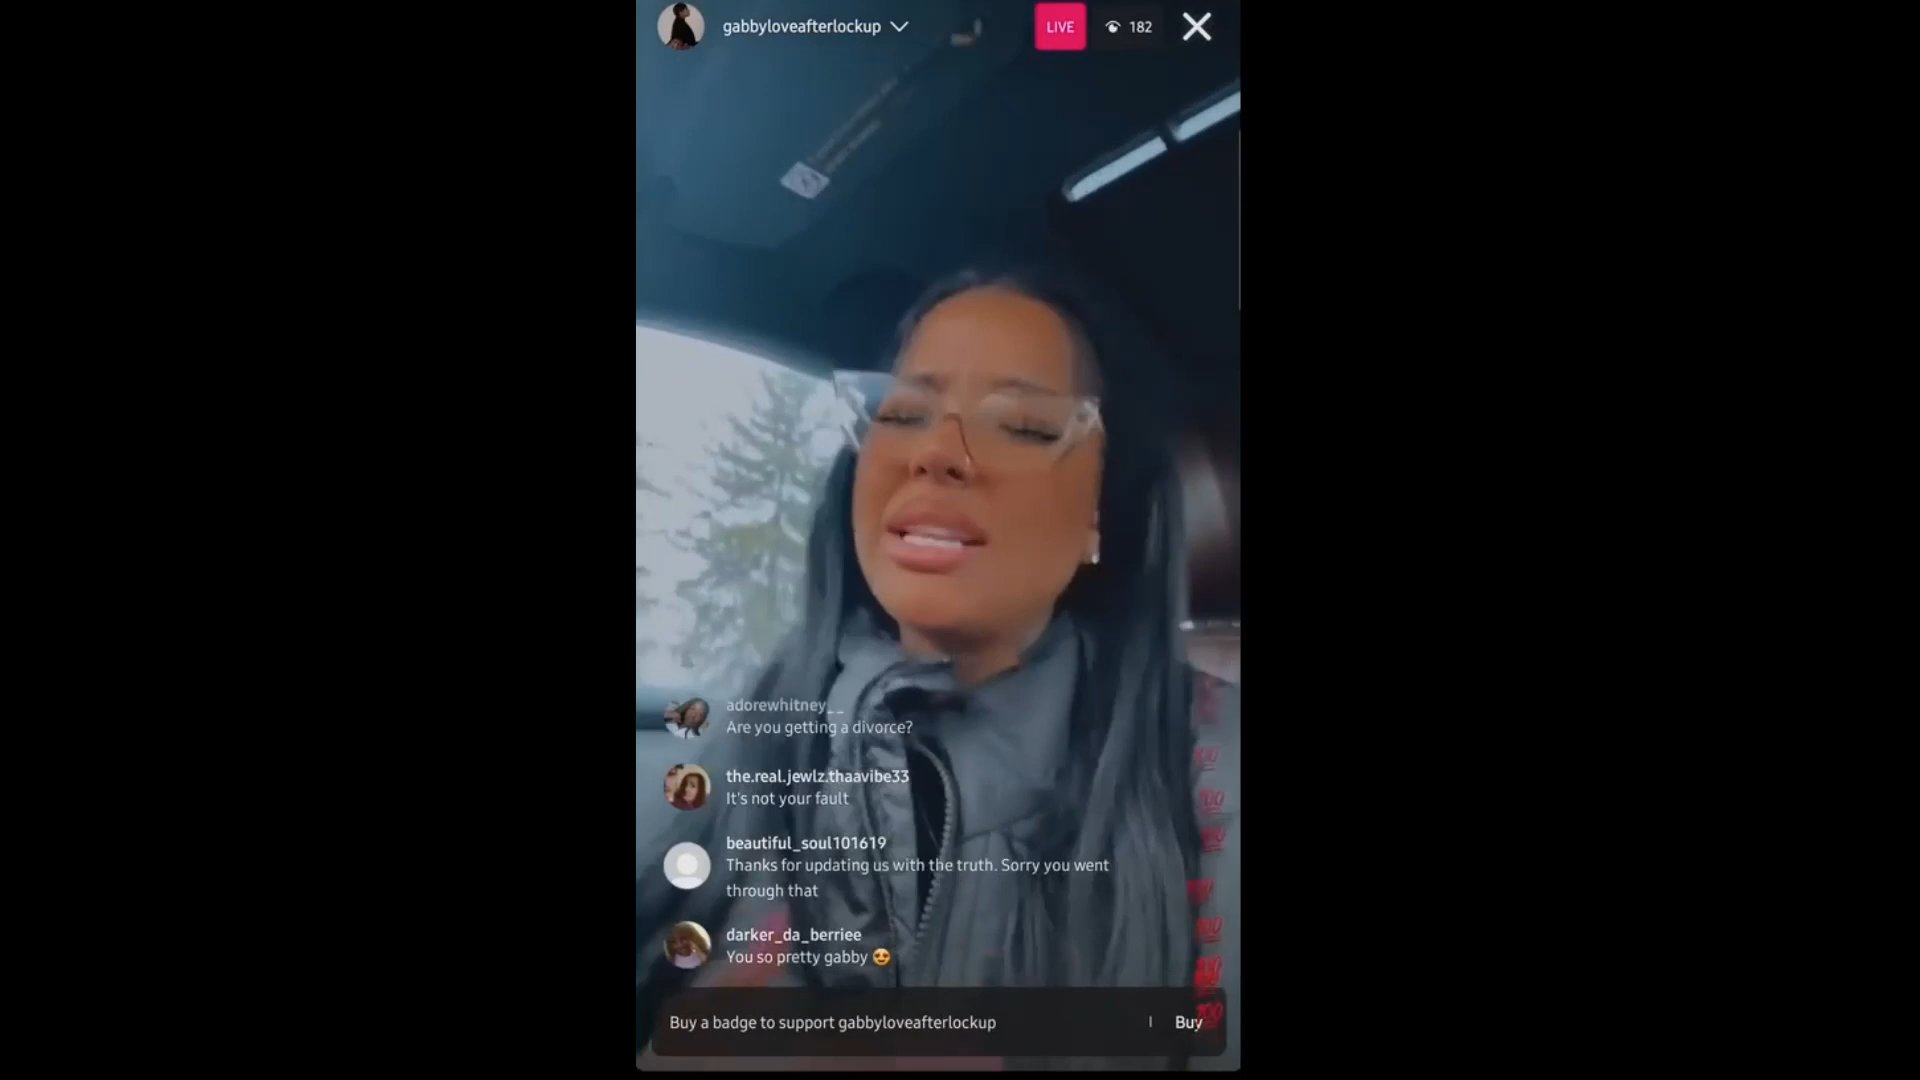 gabbyloveafterlockup
LIVE
182
adorewhitney__
Are you getting a divorce?
the.real.jewlz.thaavibe33
It's not your fault
beautiful_soul101619
Thanks for updating us with the truth. Sorry you went
through that
darker_da_berriee
You so pretty gabby 😍
Buy a badge to support gabbyloveafterlockup
Buy